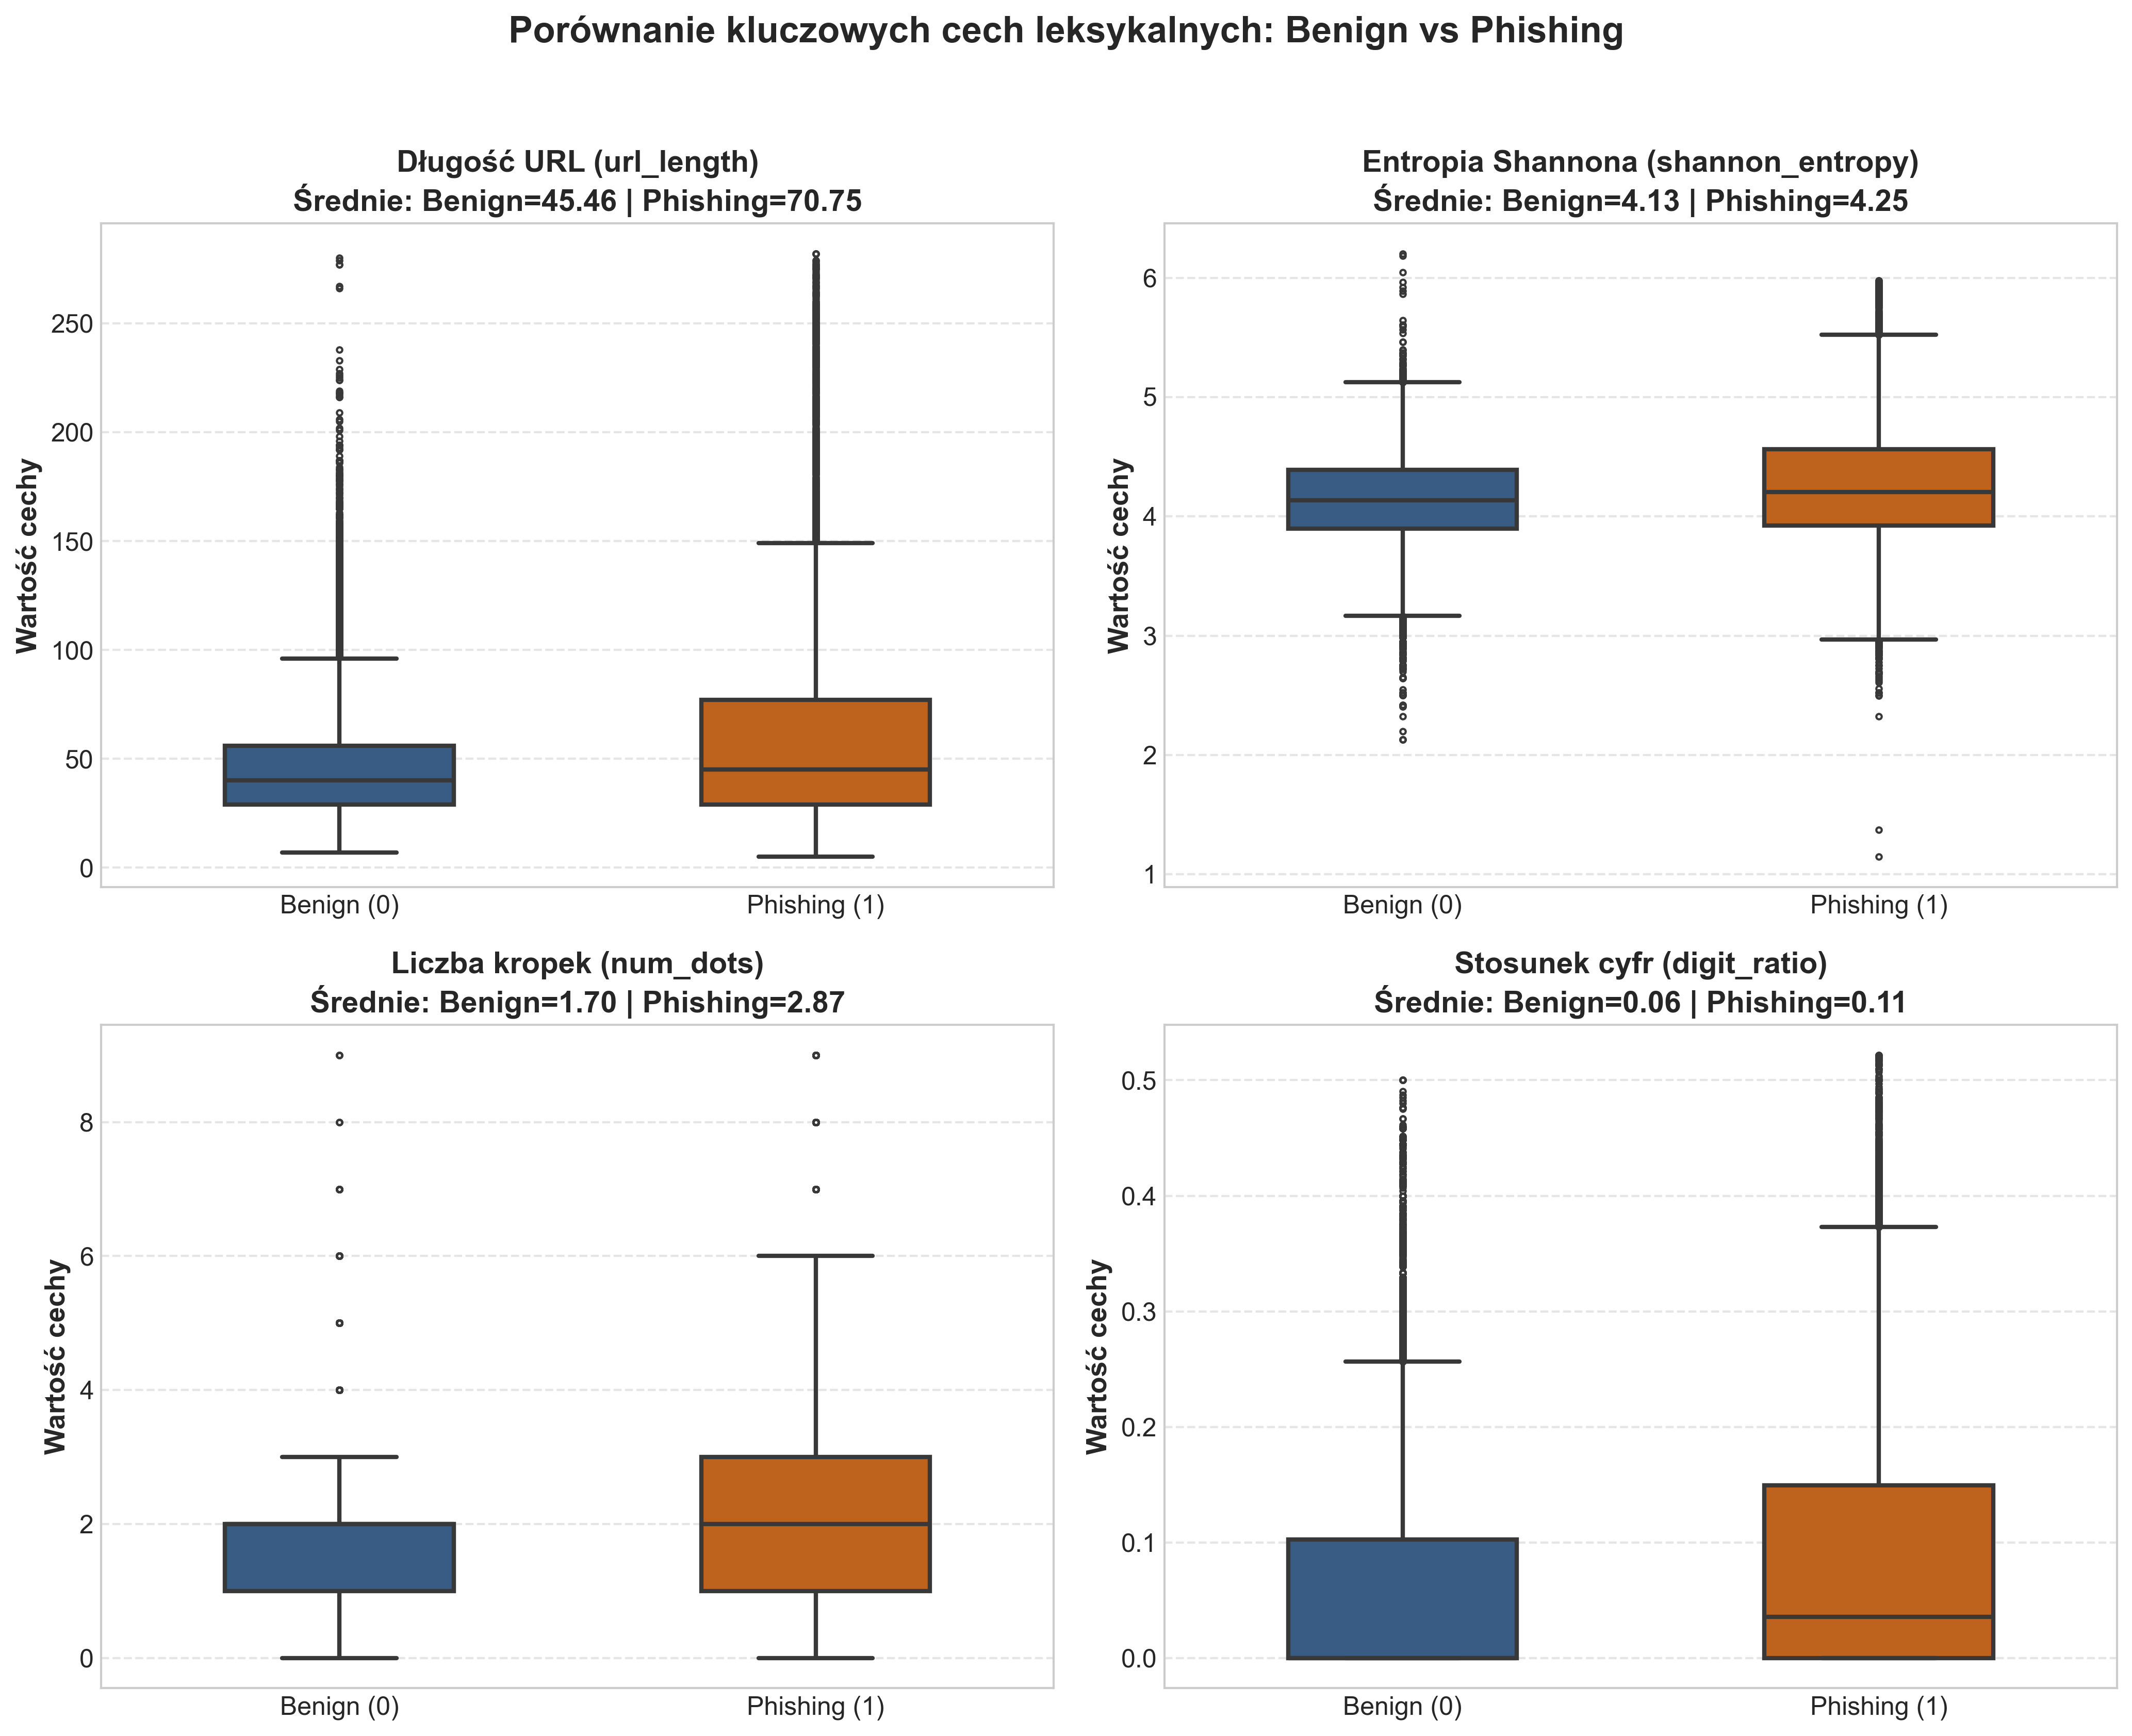 Porównanie kluczowych cech leksykalnych: Benign vs Phishing
Długość URL (url_length)
Średnie: Benign=45.46 | Phishing=70.75
Wartość cechy
250
200
150
100
50
0
Benign (0)
Phishing (1)
Entropia Shannona (shannon_entropy)
Średnie: Benign=4.13 | Phishing=4.25
Wartość cechy
6
5
4
3
2
1
Benign (0)
Phishing (1)
Liczba kropek (num_dots)
Średnie: Benign=1.70 | Phishing=2.87
Wartość cechy
8
6
4
2
0
Benign (0)
Phishing (1)
Stosunek cyfr (digit_ratio)
Średnie: Benign=0.06 | Phishing=0.11
Wartość cechy
0.5
0.4
0.3
0.2
0.1
0.0
Benign (0)
Phishing (1)